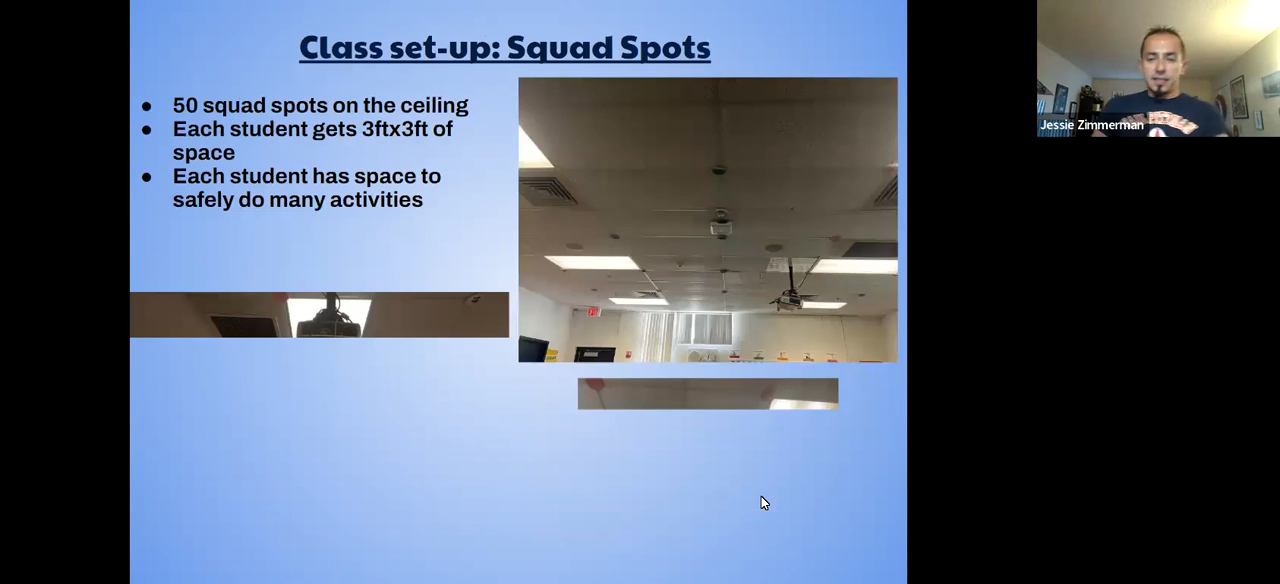 Class set-up: Squad Spots
● 50 squad spots on the ceiling
● Each student gets 3ftx3ft of
space
● Each student has space to
safely do many activities
Jessie Zimmerman